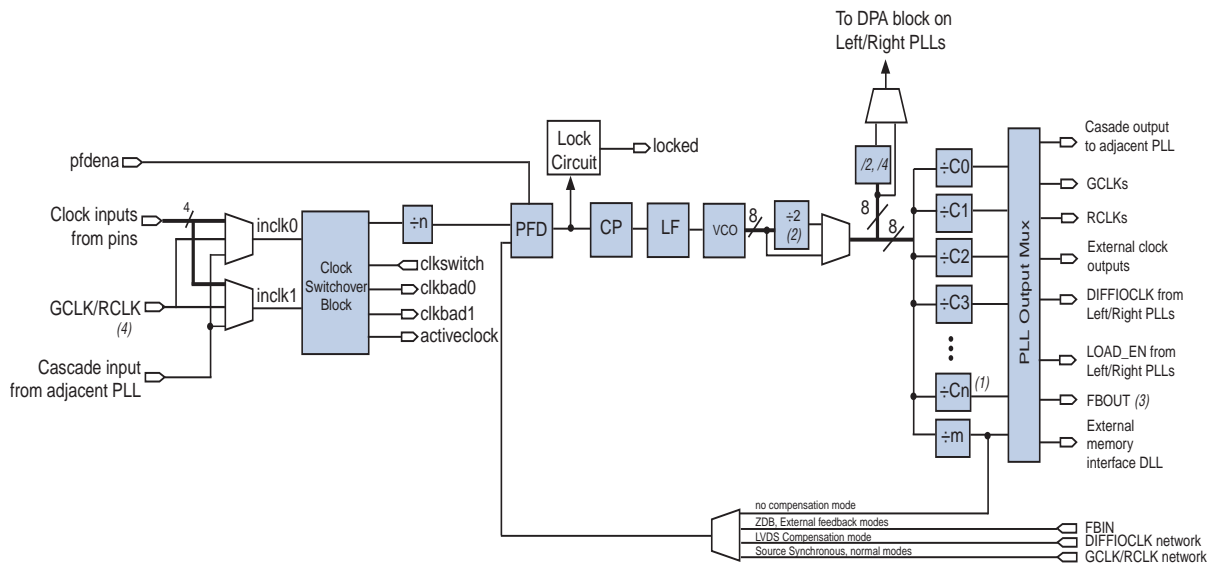 To DPA block on
Left/Right PLLs
Lock
Circuit
locked
pfdena
/2, /4
Casade output
to adjacent PLL
÷C0
GCLKs
4
Clock inputs
from pins
inclk0
÷n
PFD
CP
LF
VCO
8
÷2
(2)
8
8
÷C1
RCLKs
÷C2
External clock
outputs
Clock
Switchover
Block
clkswitch
clkbad0
clkbad1
activeclock
inclk1
GCLK/RCLK
(4)
÷C3
DIFFIOCLK from
Left/Right PLLs
PLL Output Mux
Cascade input
from adjacent PLL
LOAD_EN from
Left/Right PLLs
÷Cn
(1)
FBOUT (3)
÷m
External
memory
interface DLL
no compensation mode
ZDB, External feedback modes
FBIN
LVDS Compensation mode
DIFFIOCLK network
Source Synchronous, normal modes
GCLK/RCLK network